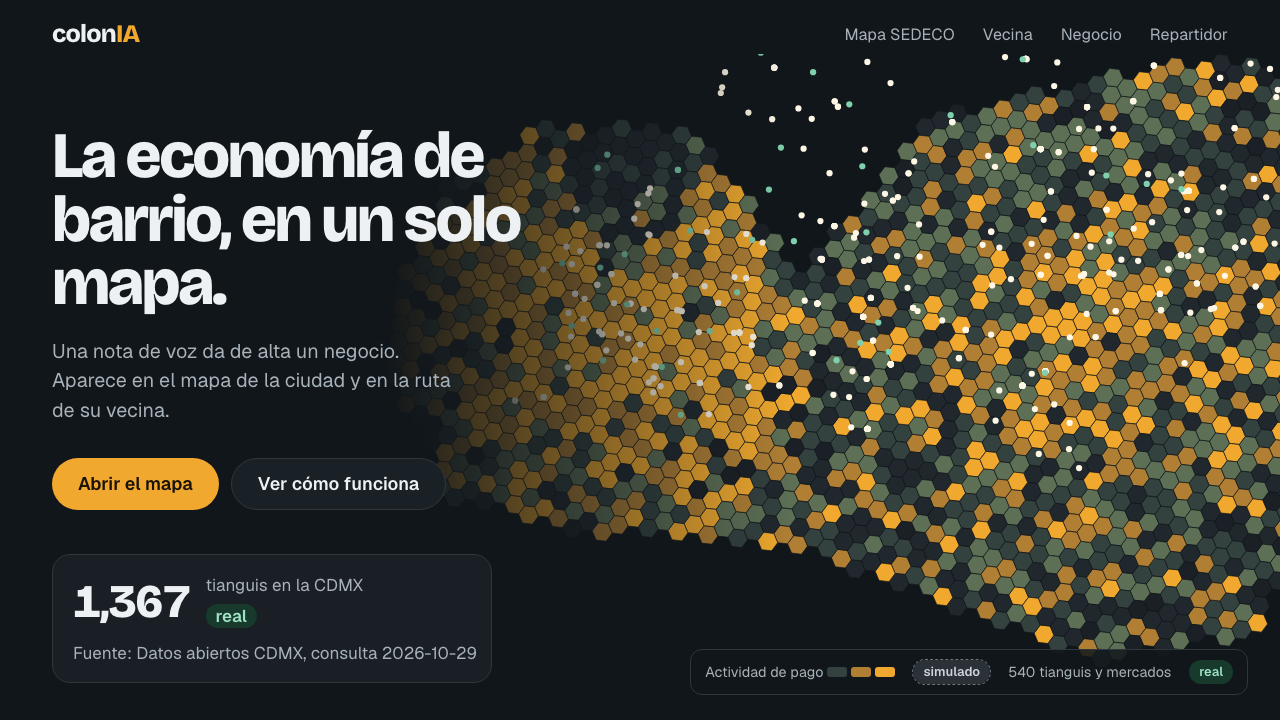 colonIA
Mapa SEDECO Vecina Negocio Repartidor
La economía de
barrio, en un solo
mapa.
Una nota de voz da de alta un negocio.
Aparece en el mapa de la ciudad y en la ruta
de su vecina.
Abrir el mapa Ver cómo funciona
1,367 tianguis en la CDMX
real
Fuente: Datos abiertos CDMX, consulta 2026-10-29
Actividad de pago simulado 540 tianguis y mercados real